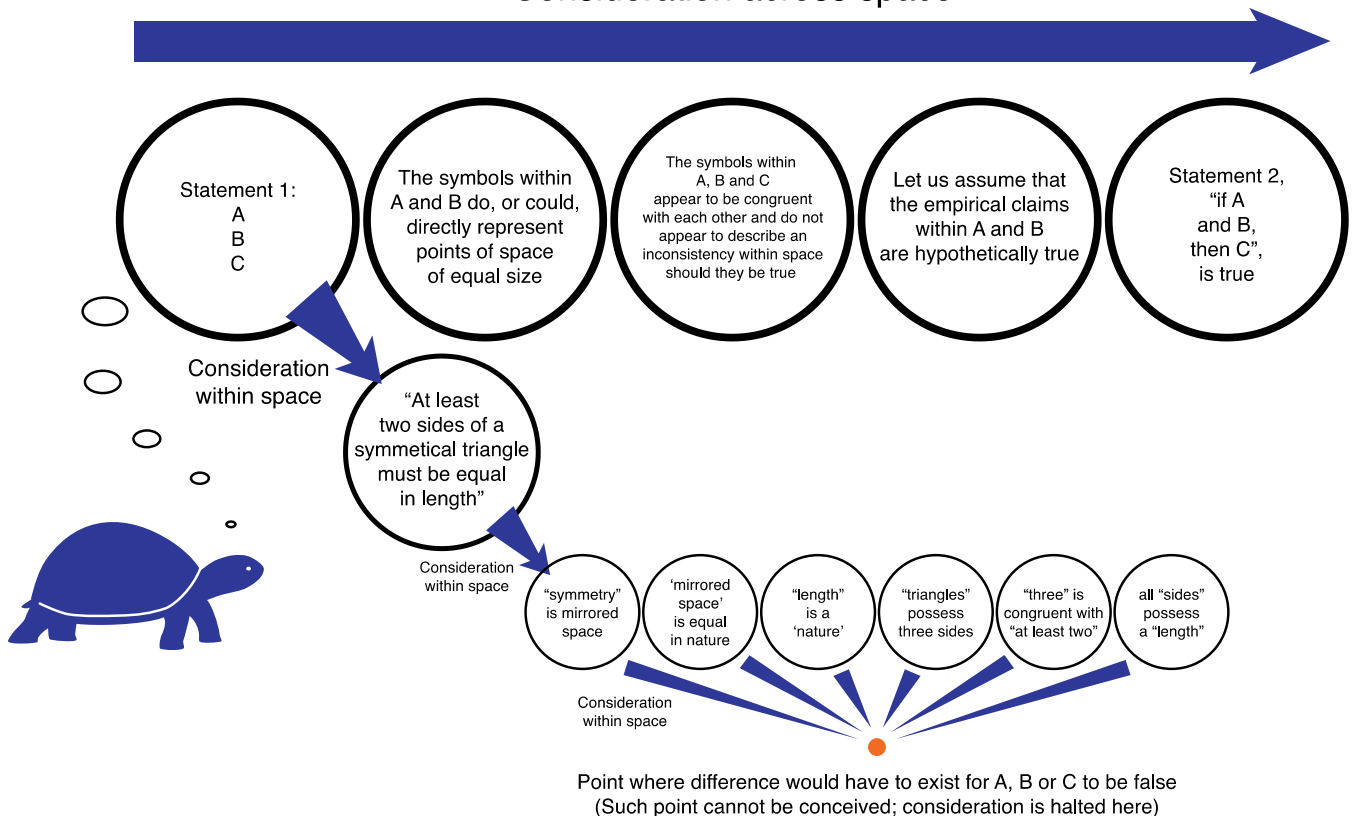 Consideration across space
Statement 1:
A
B
C
The symbols within
A and B do, or could,
directly represent
points of space
of equal size
The symbols within
A, B and C
appear to be congruent
with each other and do not
appear to describe an
inconsistency within space
should they be true
Let us assume that
the empirical claims
within A and B
are hypothetically true
Statement 2,
“if A
and B,
then C”,
is true
Consideration
within space
“At least
two sides of a
symmetical triangle
must be equal
in length”
Consideration
within space
“symmetry”
is mirrored
space
‘mirrored
space’
is equal
in nature
“length”
is a
‘nature’
“triangles”
possess
three sides
“three” is
congruent with
“at least two”
all “sides”
possess
a “length”
Consideration
within space
Point where difference would have to exist for A, B or C to be false
(Such point cannot be conceived; consideration is halted here)